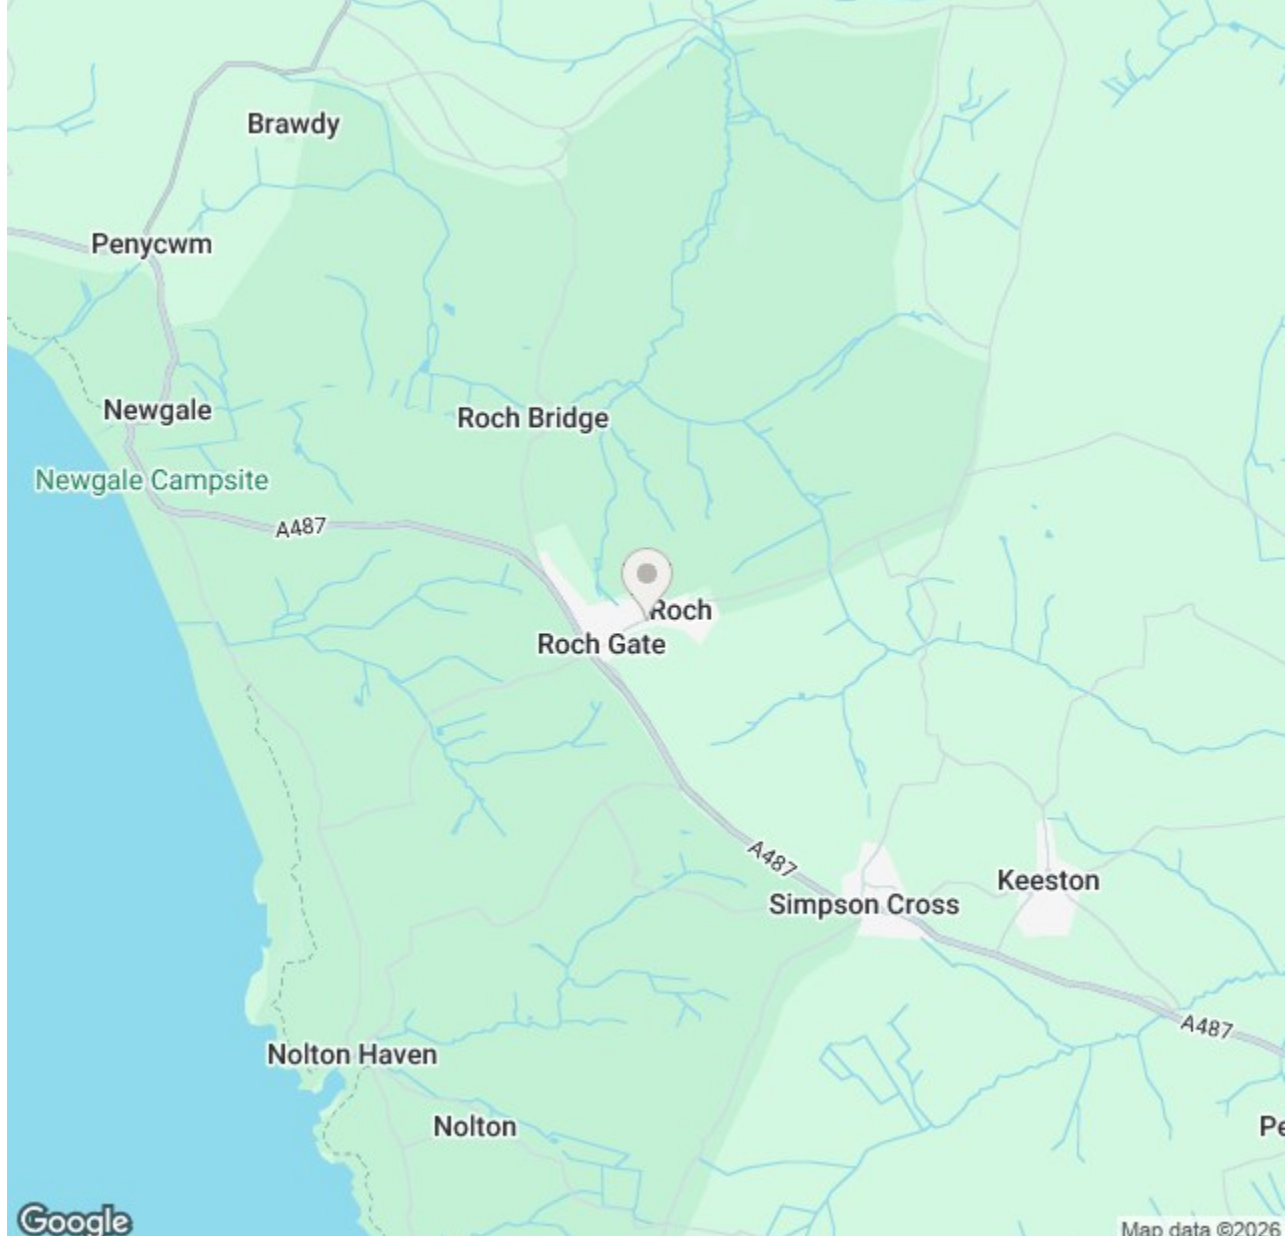 Brawdy
Penycwm
Newgale
Roch Bridge
Newgale Campsite
A487
Roch
Roch Gate
A487
Keeston
Simpson Cross
A487
Nolton Haven
Nolton
Pe
Google
Map data ©2026